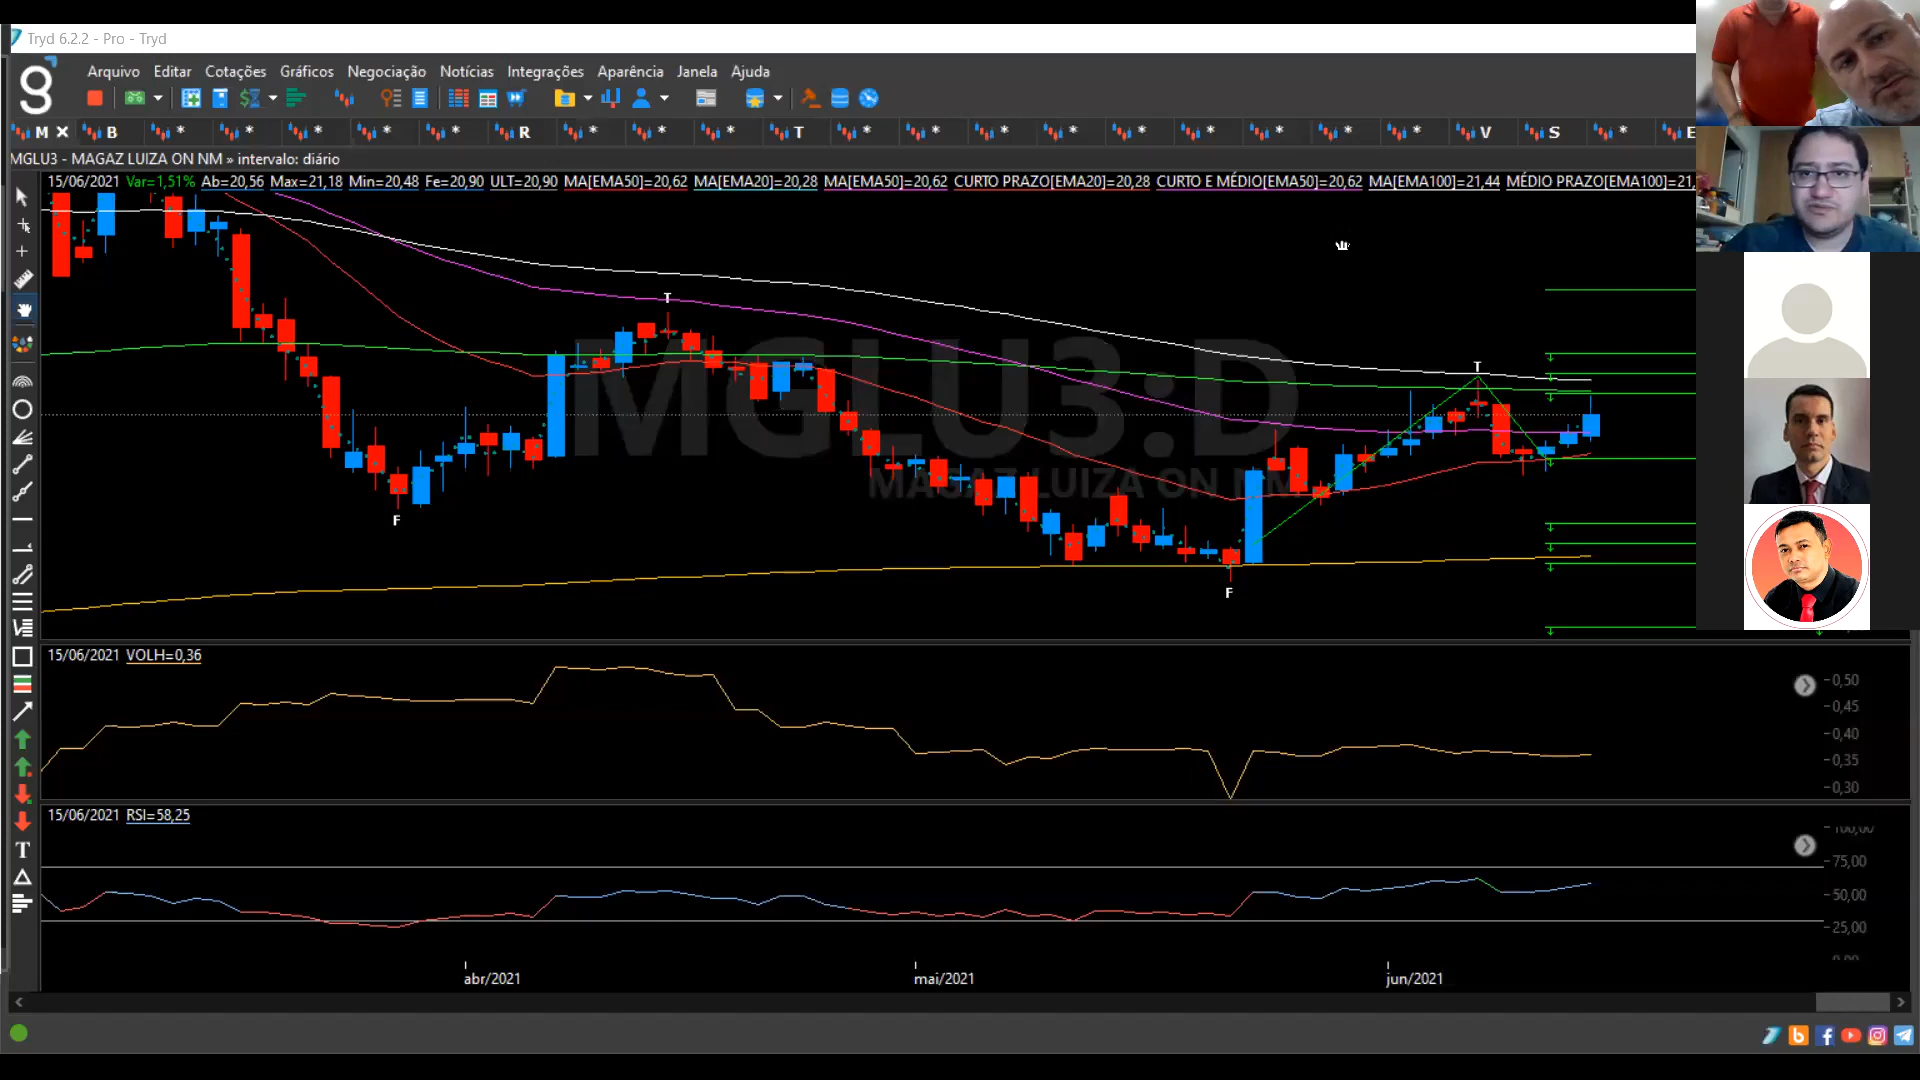 Tryd 6.2.2 - Pro - Tryd
Arquivo Editar Cotações Gráficos Negociação Notícias Integrações Aparência Janela Ajuda
M B * * * * * R * * * T * * * * * * * * * V S * E
MGLU3 - MAGAZ LUIZA ON NM » intervalo: diário
15/06/2021 Var=1,51% Ab=20,56 Max=21,18 Min=20,48 Fe=20,90 ULT=20,90 MA[EMA50]=20,62 MA[EMA20]=20,28 MA[EMA50]=20,62 CURTO PRAZO[EMA20]=20,28 CURTO E MÉDIO[EMA50]=20,62 MA[EMA100]=21,44 MÉDIO PRAZO[EMA100]=21,
T
T
MGLU3:D
MAGAZ LUIZA ON NM
F
F
15/06/2021 VOLH=0,36
0,50
0,45
0,40
0,35
0,30
15/06/2021 RSI=58,25
100,00
75,00
50,00
25,00
0,00
abr/2021 mai/2021 jun/2021